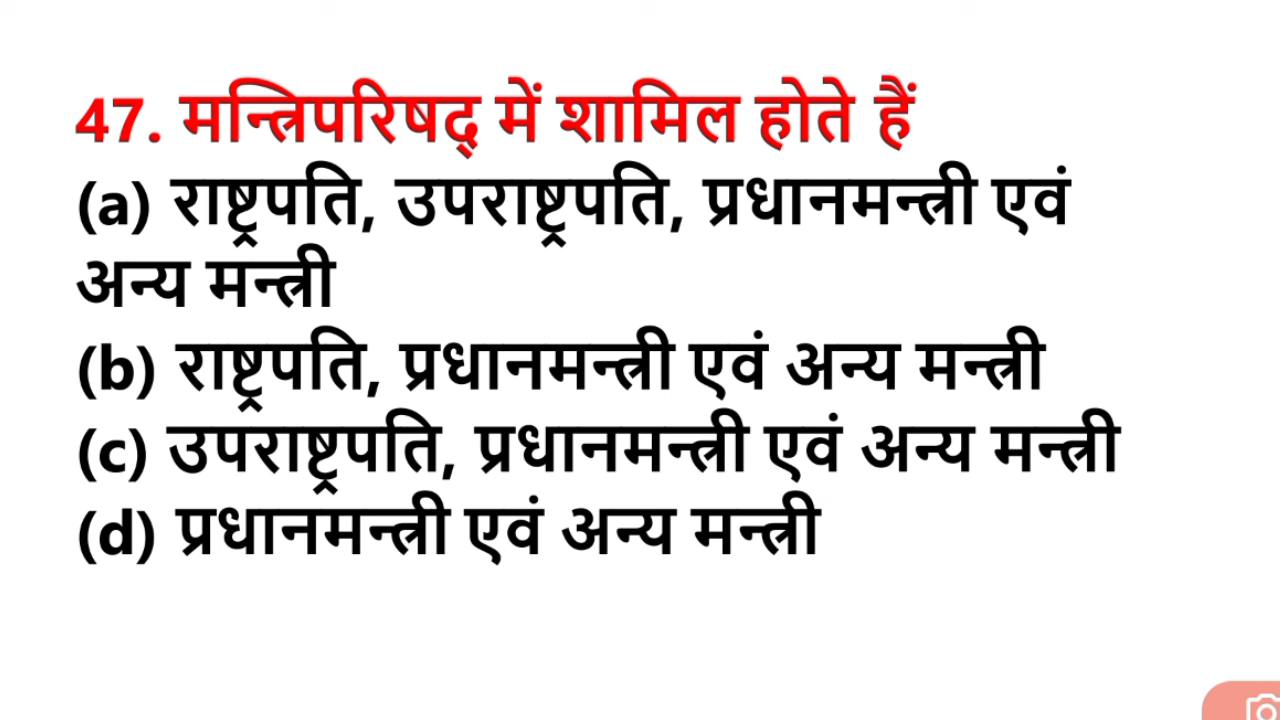 47. मन्त्रिपरिषद् में शामिल होते हैं
(a) राष्ट्रपति, उपराष्ट्रपति, प्रधानमन्त्री एवं
अन्य मन्त्री
(b) राष्ट्रपति, प्रधानमन्त्री एवं अन्य मन्त्री
(c) उपराष्ट्रपति, प्रधानमन्त्री एवं अन्य मन्त्री
(d) प्रधानमन्त्री एवं अन्य मन्त्री